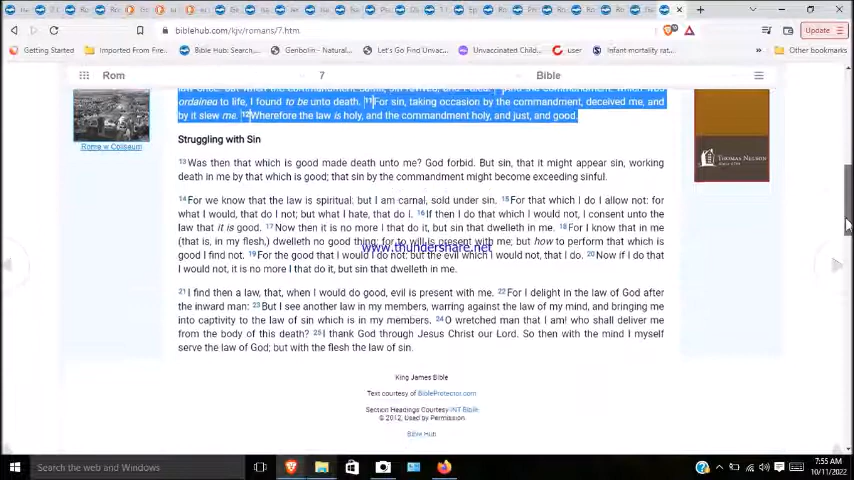 biblehub.com/kjv/romans/7.htm
Update
Getting Started
Imported From Fire...
Bible Hub: Search,...
Genbolin - Natural...
Let's Go Find Unvac...
Unvaccinated Child...
user
Infant mortality rat...
Other bookmarks
Rom
7
Bible
ordained to life, I found to be unto death. 11For sin, taking occasion by the commandment, deceived me, and
by it slew me. 12Wherefore the law is holy, and the commandment holy, and just, and good.
Rome w Coliseum
THOMAS NELSON
Struggling with Sin
13Was then that which is good made death unto me? God forbid. But sin, that it might appear sin, working
death in me by that which is good; that sin by the commandment might become exceeding sinful.
14For we know that the law is spiritual; but I am carnal, sold under sin. 15For that which I do I allow not: for
what I would, that do I not; but what I hate, that do I. 16If then I do that which I would not, I consent unto the
law that it is good. 17Now then it is no more I that do it, but sin that dwelleth in me. 18For I know that in me
(that is, in my flesh,) dwelleth no good thing: for to will is present with me; but how to perform that which is
www.thundershare.net
good I find not. 19For the good that I would I do not: but the evil which I would not, that I do. 20Now if I do that
I would not, it is no more I that do it, but sin that dwelleth in me.
21I find then a law, that, when I would do good, evil is present with me. 22For I delight in the law of God after
the inward man: 23But I see another law in my members, warring against the law of my mind, and bringing me
into captivity to the law of sin which is in my members. 24O wretched man that I am! who shall deliver me
from the body of this death? 25I thank God through Jesus Christ our Lord. So then with the mind I myself
serve the law of God; but with the flesh the law of sin.
King James Bible
Text courtesy of BibleProtector.com
Section Headings Courtesy INT Bible
© 2012, Used by Permission
Bible Hub
Search the web and Windows
7:55 AM
10/11/2022